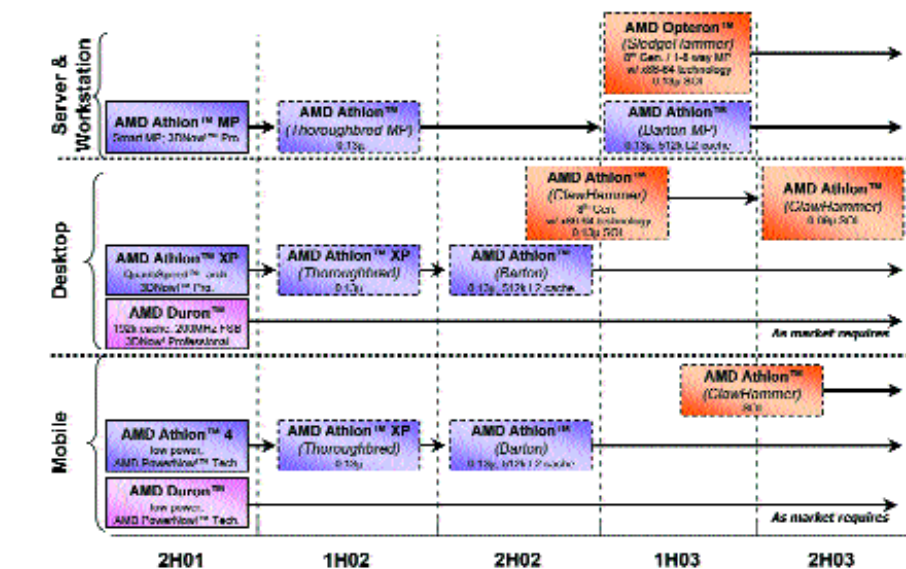 Server &
Workstation
AMD Opteron™
(SledgeHammer)
8th Gen. / 1-8 way MP
w/ x86-64 technology
0.13µ SOI
AMD Athlon™ MP
Smart MP; 3DNow!™ Pro.
AMD Athlon™
(Thoroughbred MP)
0.13µ
AMD Athlon™
(Barton MP)
0.13µ, 512k L2 cache
Desktop
AMD Athlon™
(ClawHammer)
8th Gen.
w/ x86-64 technology
0.13µ SOI
AMD Athlon™
(ClawHammer)
0.09µ SOI
AMD Athlon™ XP
QuantiSpeed™ arch
3DNow!™ Pro.
AMD Athlon™ XP
(Thoroughbred)
0.13µ
AMD Athlon™
(Barton)
0.13µ, 512k L2 cache
AMD Duron™
192k cache, 200MHz FSB
3DNow! Professional
As market requires
Mobile
AMD Athlon™
(ClawHammer)
SOI
AMD Athlon™ 4
low power,
AMD PowerNow!™ Tech.
AMD Athlon™ XP
(Thoroughbred)
0.13µ
AMD Athlon™
(Barton)
0.13µ, 512k L2 cache
AMD Duron™
low power,
AMD PowerNow!™ Tech.
As market requires
2H01
1H02
2H02
1H03
2H03